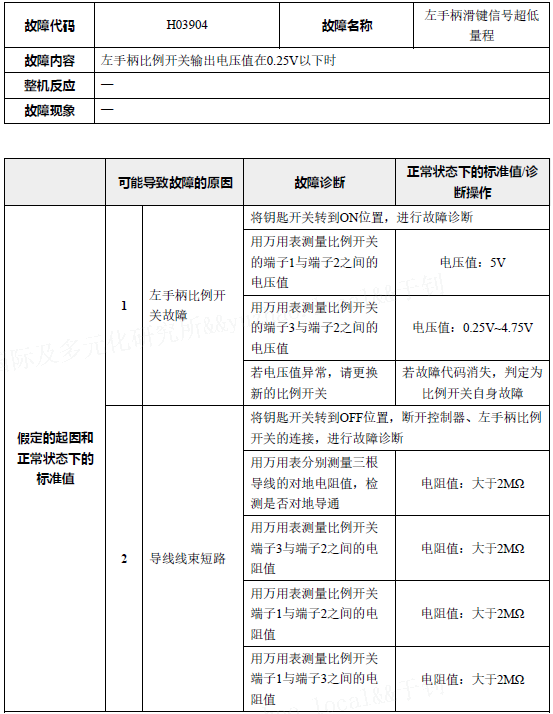 故障代码 H03904 故障名称 左手柄滑键信号超低
量程
故障内容 左手柄比例开关输出电压值在0.25V以下时
整机反应 —
故障现象 —
可能导致故障的原因 故障诊断 正常状态下的标准值/诊
断操作
假定的起因和
正常状态下的
标准值
1
左手柄比例开
关故障
将钥匙开关转到ON位置，进行故障诊断
用万用表测量比例开关
的端子1与端子2之间的
电压值
电压值：5V
用万用表测量比例开关
的端子3与端子2之间的
电压值
电压值：0.25V~4.75V
若电压值异常，请更换
新的比例开关
若故障代码消失，判定为
比例开关自身故障
2
导线线束短路
将钥匙开关转到OFF位置，断开控制器、左手柄比例
开关的连接，进行故障诊断
用万用表分别测量三根
导线的对地电阻值，检
测是否对地导通
电阻值：大于2MΩ
用万用表测量比例开关
端子3与端子2之间的电
阻值
电阻值：大于2MΩ
用万用表测量比例开关
端子1与端子2之间的电
阻值
电阻值：大于2MΩ
用万用表测量比例开关
端子1与端子3之间的电
阻值
电阻值：大于2MΩ